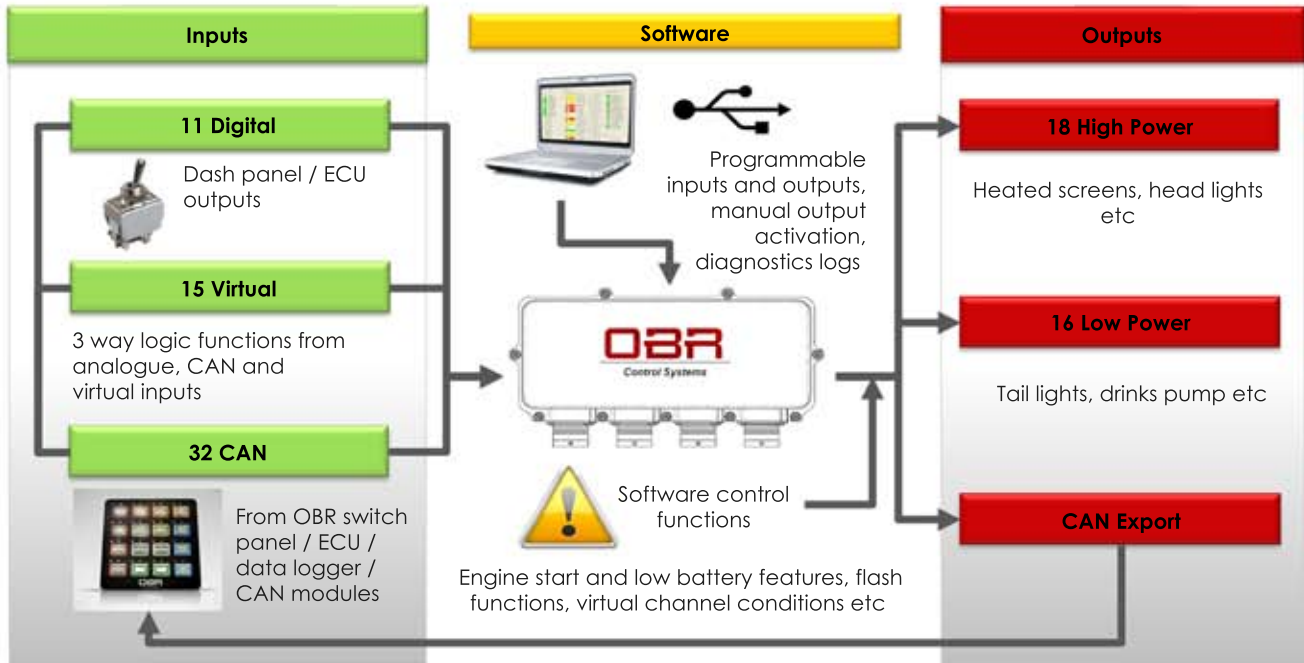 Inputs
11 Digital
Dash panel / ECU
outputs
15 Virtual
3 way logic functions from
analogue, CAN and
virtual inputs
32 CAN
From OBR switch
panel / ECU /
data logger /
CAN modules
OBR
Software
Programmable
inputs and outputs,
manual output
activation,
diagnostics logs
OBR
Control Systems
Software control
functions
Engine start and low battery features, flash
functions, virtual channel conditions etc
Outputs
18 High Power
Heated screens, head lights
etc
16 Low Power
Tail lights, drinks pump etc
CAN Export